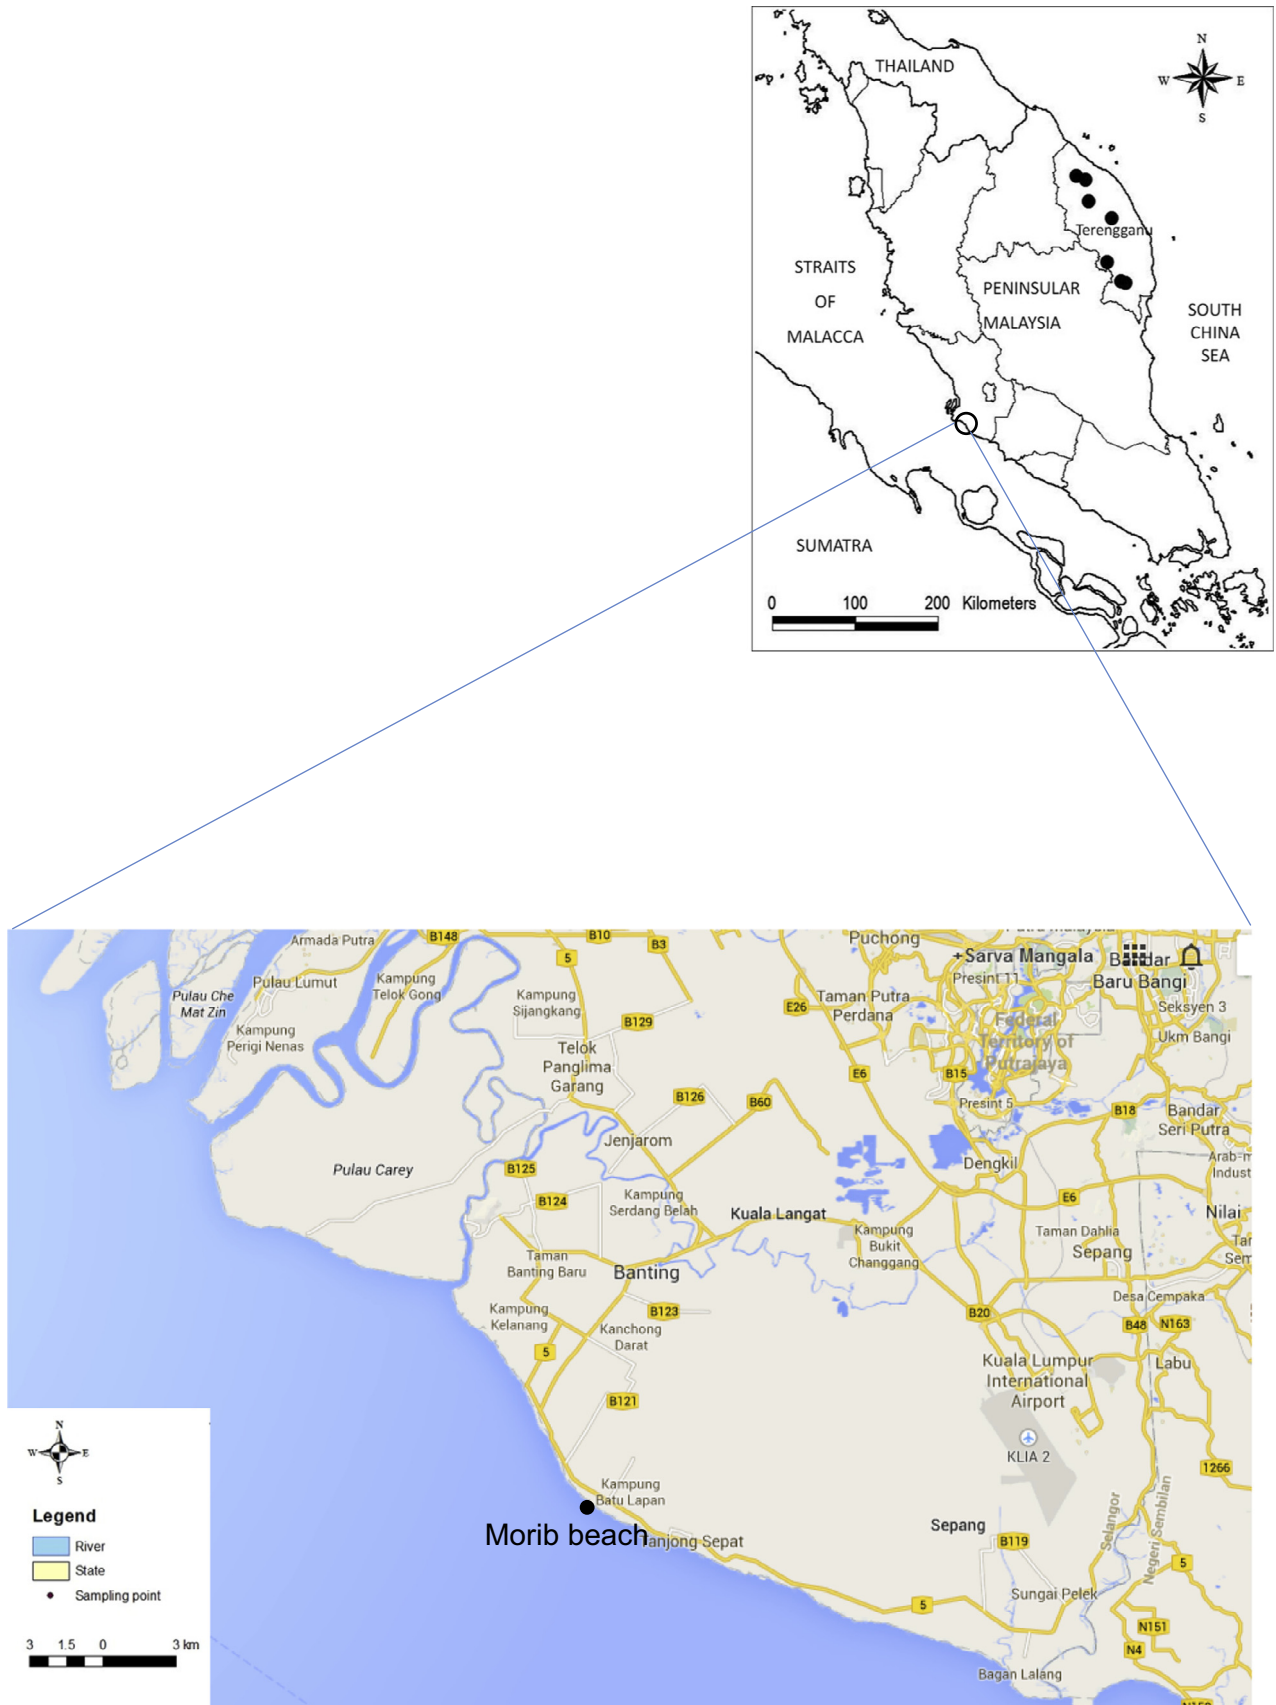 THAILAND
N
W
E
S
Terengganu
STRAITS
OF
MALACCA
PENINSULAR
MALAYSIA
SOUTH
CHINA
SEA
SUMATRA
0 100 200 Kilometers
Armada Putra
B148
B10
B3
Puchong
+Sarva Mangala
Bandar
Baru Bangi
5
Pulau Lumut
Kampung
Telok Gong
Presint 11
Pulau Che
Mat Zin
Kampung
Sijangkang
E26
Taman Putra
Perdana
Seksyen 3
Kampung
Perigi Nenas
B129
Federal
Territory of
Putrajaya
Ukm Bangi
Telok
Panglima
Garang
E6
B15
B126
B60
Presint 5
B18
Bandar
Seri Putra
Jenjarom
Pulau Carey
B125
Dengkil
Arab-m
Indust
B124
Kampung
Serdang Belah
Kuala Langat
E6
Nilai
Kampung
Bukit
Changgang
Taman Dahlia
Sepang
Tar
Sem
Taman
Banting Baru
Banting
Desa Cempaka
Kampung
Kelanang
B123
B20
B48
N163
Kanchong
Darat
5
Kuala Lumpur
International
Airport
Labu
B121
KLIA 2
1266
Kampung
Batu Lapan
Morib beach
Tanjong Sepat
Sepang
B119
Selangor
Negeri Sembilan
5
Sungai Pelek
5
N151
N4
Bagan Lalang
N
W
E
S
Legend
River
State
Sampling point
3 1.5 0 3 km